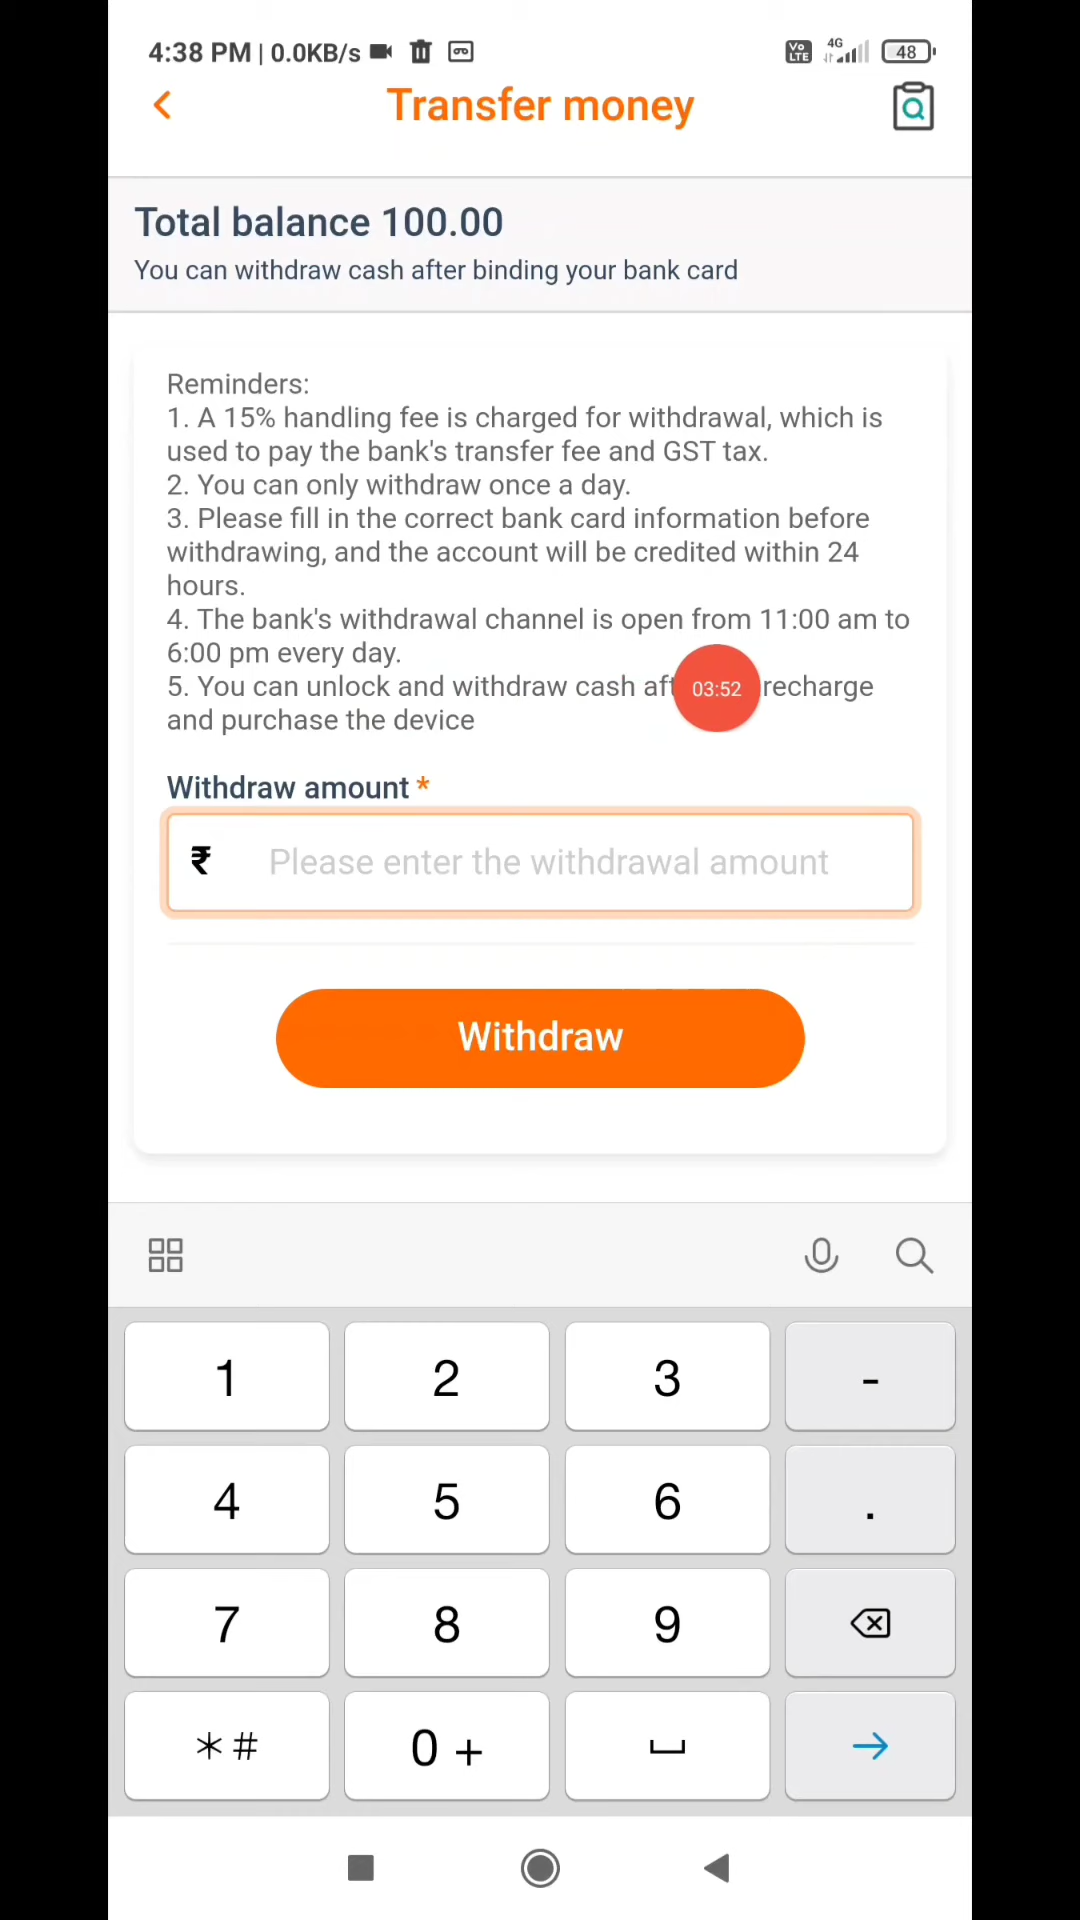 4:38 PM | 0.0KB/s
Vo LTE 4G 48
Transfer money
Total balance 100.00
You can withdraw cash after binding your bank card
Reminders:
1. A 15% handling fee is charged for withdrawal, which is
used to pay the bank's transfer fee and GST tax.
2. You can only withdraw once a day.
3. Please fill in the correct bank card information before
withdrawing, and the account will be credited within 24
hours.
4. The bank's withdrawal channel is open from 11:00 am to
6:00 pm every day.
5. You can unlock and withdraw cash 03:52 recharge
and purchase the device
Withdraw amount *
₹ Please enter the withdrawal amount
Withdraw
1 2 3 -
4 5 6 .
7 8 9
* # 0 +